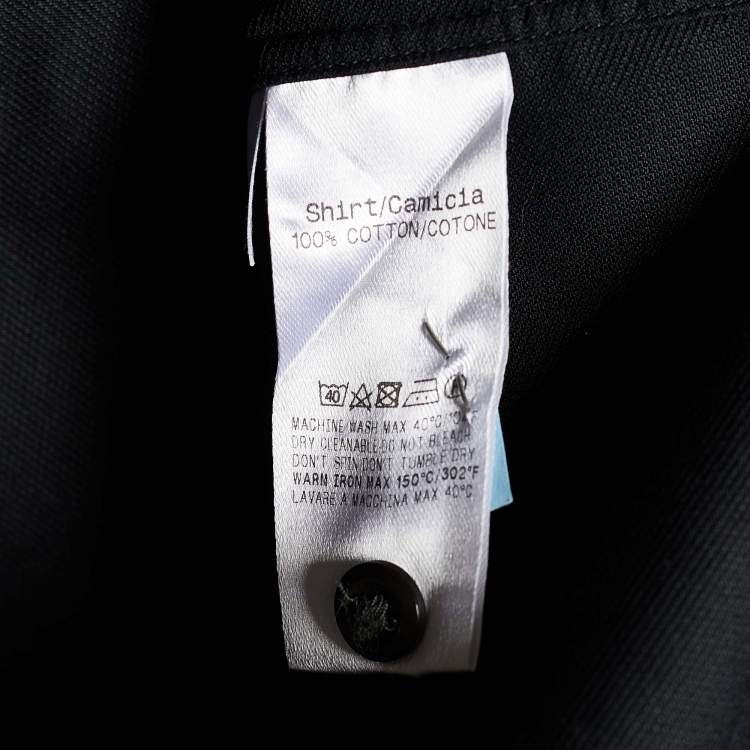 Shirt/Camicia
100% COTTON/COTONE
40
MACHINE WASH MAX 40°C/104°F
DRY CLEANABLE-DO NOT BLEACH
DON'T SPIN/DON'T TUMBLE DRY
WARM IRON MAX 150°C/302°F
LAVARE A MACCHINA MAX 40°C